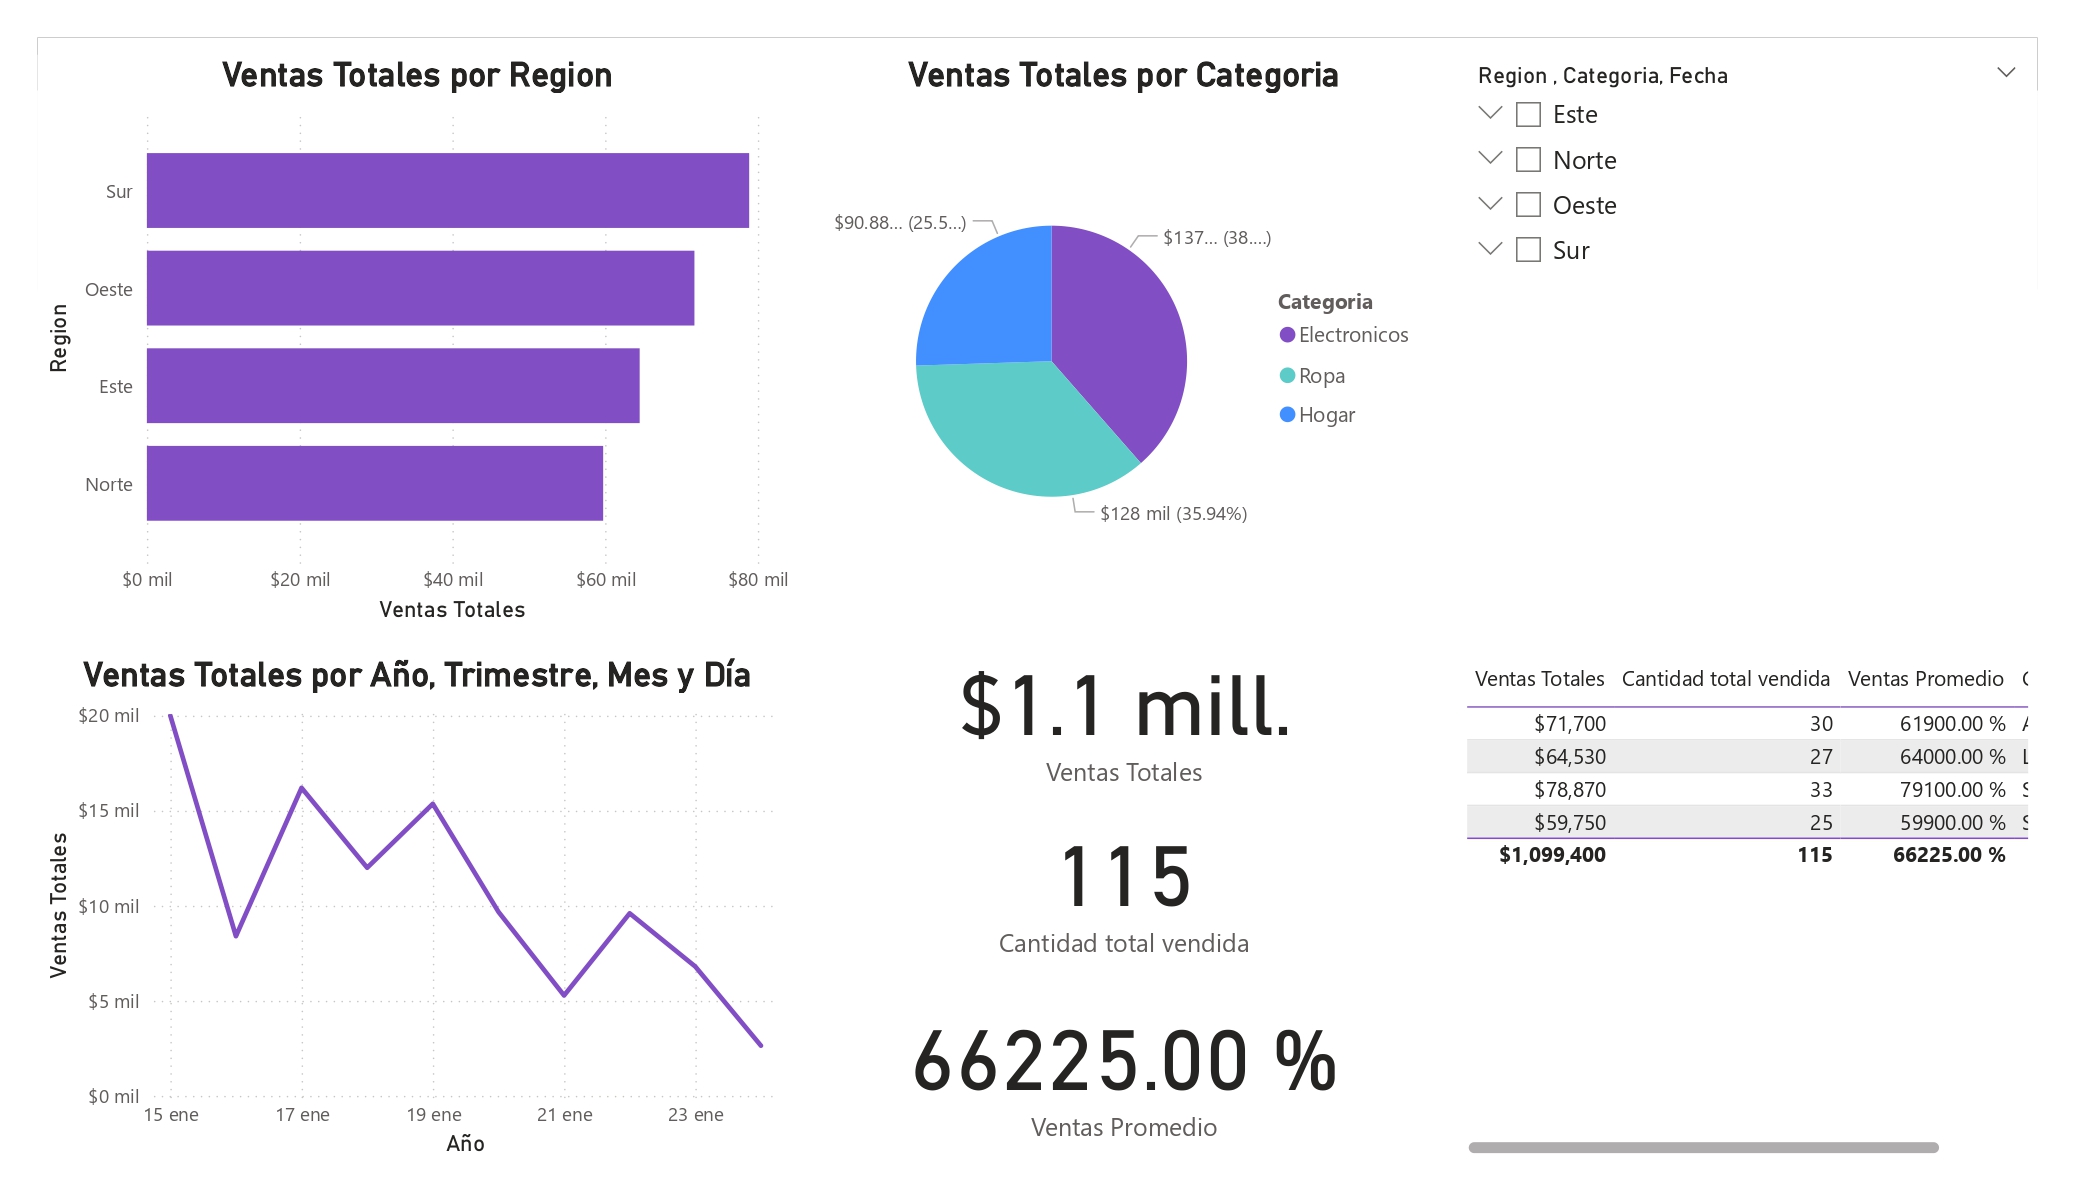 Ventas Totales por Region
Sur
Oeste
Este
Norte
Region
$0 mil
$20 mil
$40 mil
$60 mil
$80 mil
Ventas Totales
Ventas Totales por Categoria
$90.88... (25.5...)
$137... (38....)
$128 mil (35.94%)
Categoria
Electronicos
Ropa
Hogar
Region , Categoria, Fecha
Este
Norte
Oeste
Sur
Ventas Totales por Año, Trimestre, Mes y Día
$20 mil
$15 mil
$10 mil
$5 mil
$0 mil
Ventas Totales
15 ene
17 ene
19 ene
21 ene
23 ene
Año
$1.1 mill.
Ventas Totales
115
Cantidad total vendida
66225.00 %
Ventas Promedio
Ventas Totales Cantidad total vendida Ventas Promedio
$71,700 30 61900.00 %
$64,530 27 64000.00 %
$78,870 33 79100.00 %
$59,750 25 59900.00 %
$1,099,400 115 66225.00 %